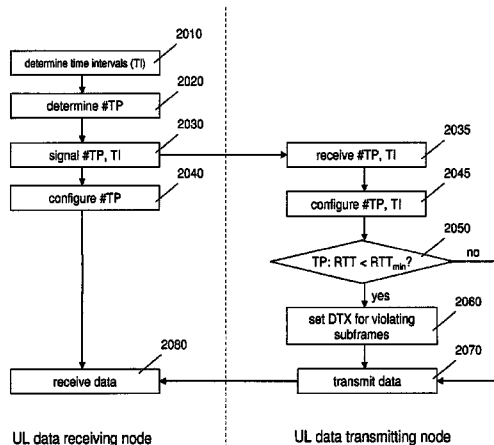 2010
determine time intervals (TI)
2020
determine #TP
2030
signal #TP, TI
2040
configure #TP
2035
receive #TP, TI
2045
configure #TP, TI
2050
TP: RTT < RTTmin?
no
yes
2060
set DTX for violating
subframes
2070
transmit data
2080
receive data
UL data receiving node
UL data transmitting node